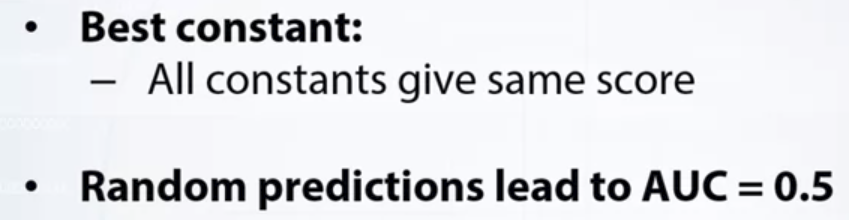 • Best constant:
– All constants give same score
• Random predictions lead to AUC = 0.5